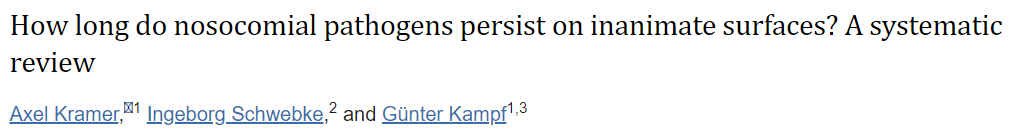 How long do nosocomial pathogens persist on inanimate surfaces? A systematic
review
Axel Kramer,✉1 Ingeborg Schwebke,2 and Günter Kampf1,3